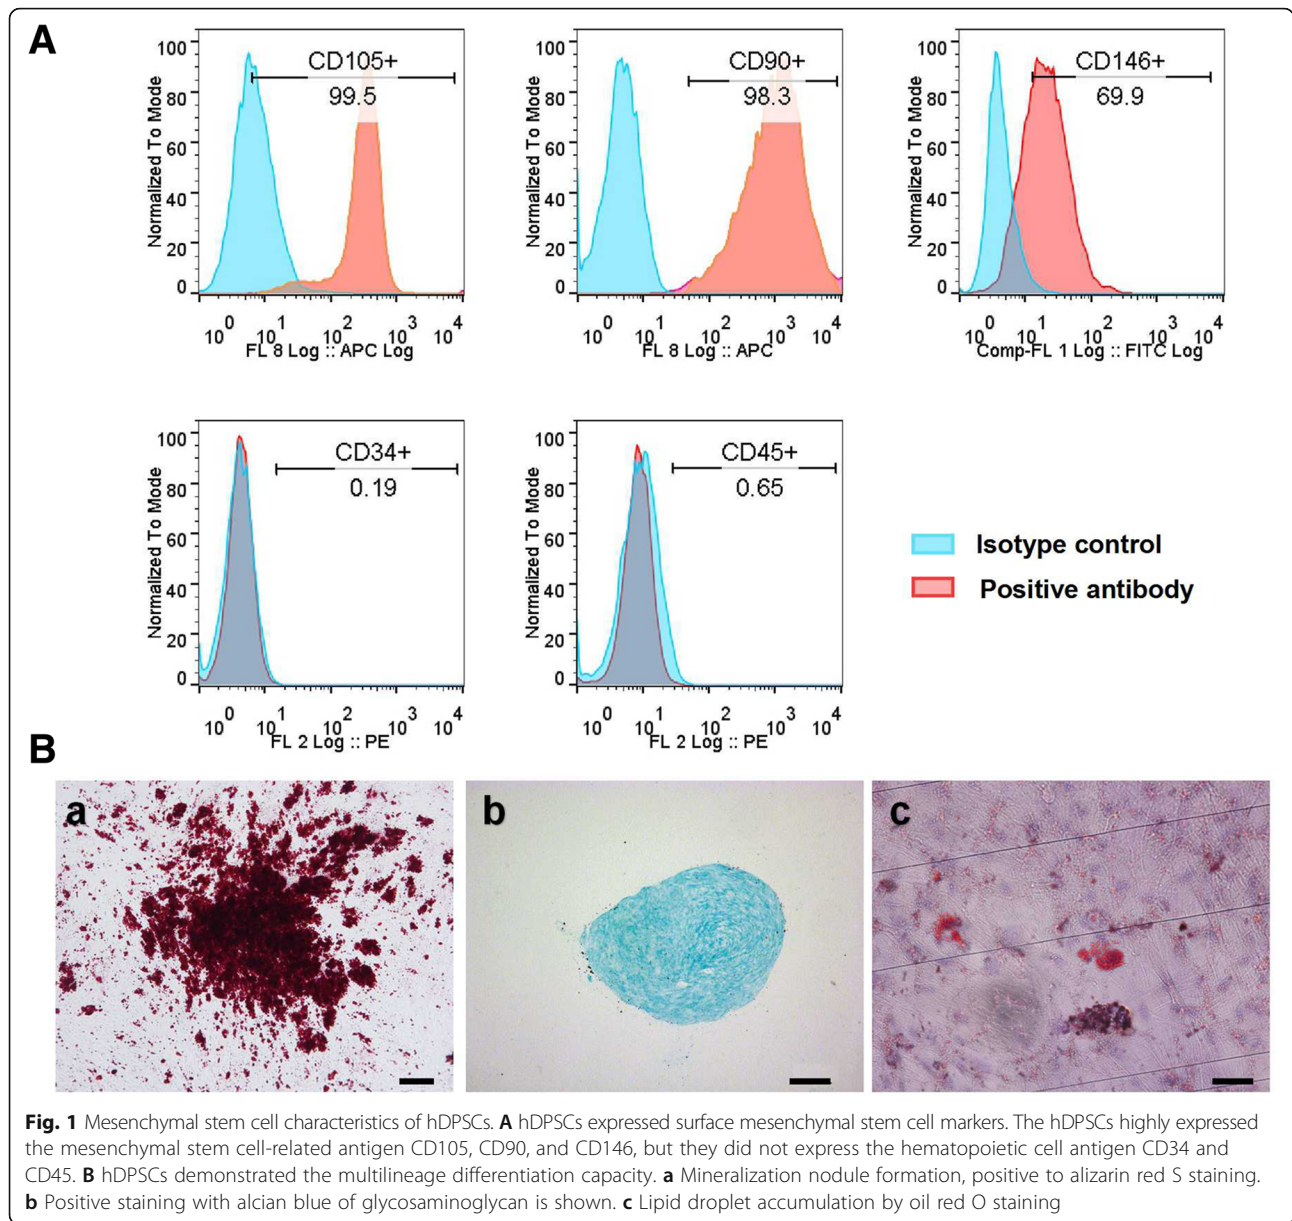 A
CD105+
99.5
Normalized To Mode
100
80
60
40
20
0
10^0 10^1 10^2 10^3 10^4
FL 8 Log :: APC Log
CD90+
98.3
Normalized To Mode
100
80
60
40
20
0
10^0 10^1 10^2 10^3 10^4
FL 8 Log :: APC
CD146+
69.9
Normalized To Mode
100
80
60
40
20
0
10^0 10^1 10^2 10^3 10^4
Comp-FL 1 Log :: FITC Log
CD34+
0.19
Normalized To Mode
100
80
60
40
20
0
10^0 10^1 10^2 10^3 10^4
FL 2 Log :: PE
CD45+
0.65
Normalized To Mode
100
80
60
40
20
0
10^0 10^1 10^2 10^3 10^4
FL 2 Log :: PE
Isotype control
Positive antibody
B
a
b
c
Fig. 1 Mesenchymal stem cell characteristics of hDPSCs. A hDPSCs expressed surface mesenchymal stem cell markers. The hDPSCs highly expressed
the mesenchymal stem cell-related antigen CD105, CD90, and CD146, but they did not express the hematopoietic cell antigen CD34 and
CD45. B hDPSCs demonstrated the multilineage differentiation capacity. a Mineralization nodule formation, positive to alizarin red S staining.
b Positive staining with alcian blue of glycosaminoglycan is shown. c Lipid droplet accumulation by oil red O staining